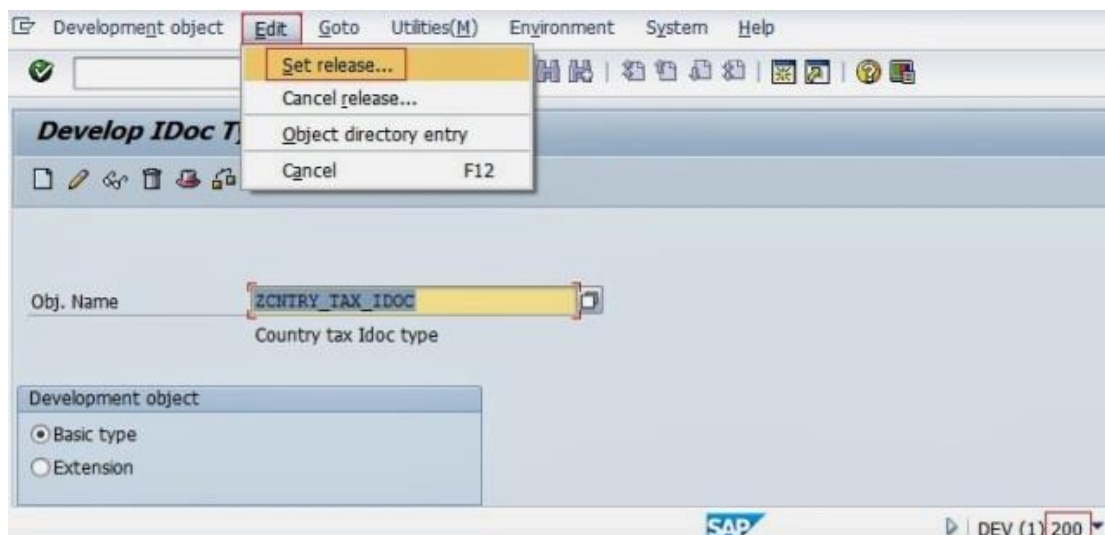 Development object Edit Goto Utilities(M) Environment System Help
Set release...
Cancel release...
Develop IDoc Ty
Object directory entry
Cancel F12
Obj. Name ZCNTRY_TAX_IDOC
Country tax Idoc type
Development object
Basic type
Extension
SAP DEV (1) 200